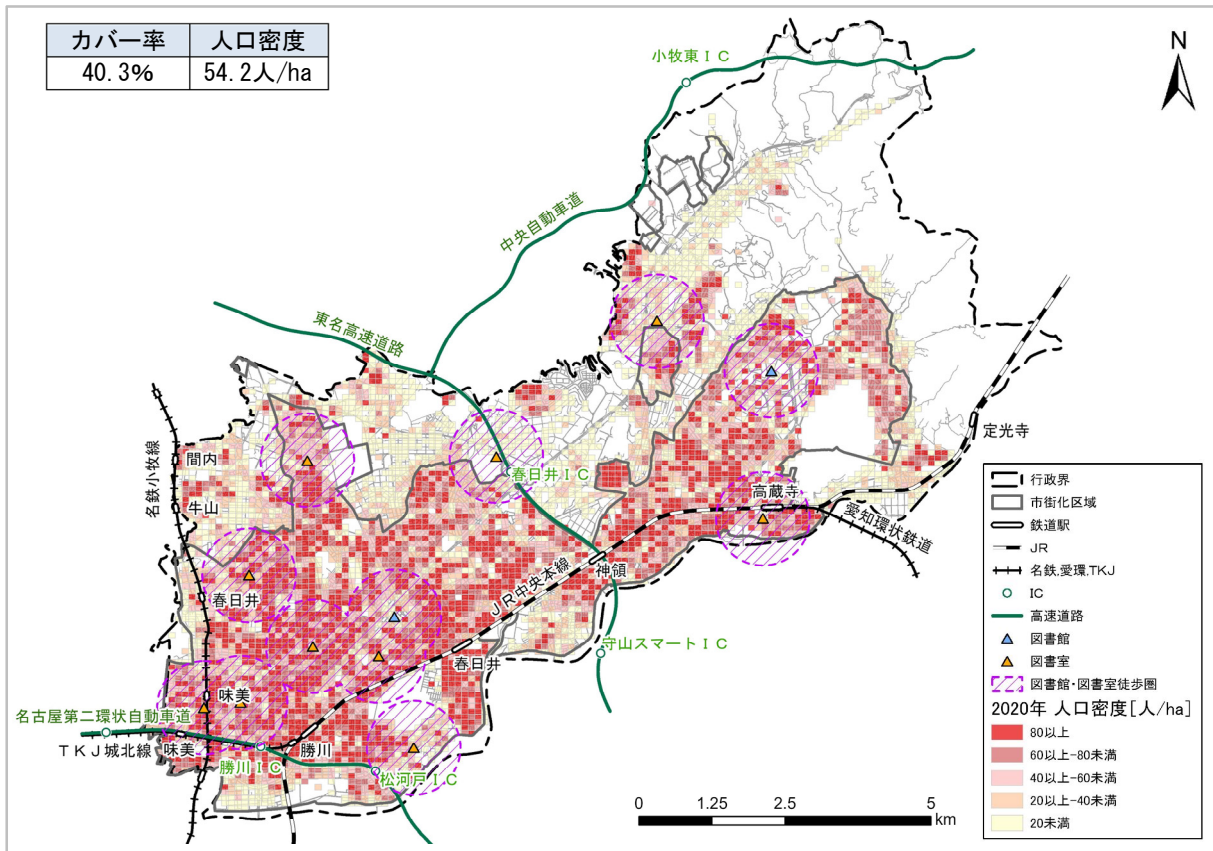 カバー率 人口密度
40.3% 54.2人/ha
小牧東ＩＣ
N
中央自動車道
東名高速道路
定光寺
名鉄小牧線
間内
春日井ＩＣ
牛山
高蔵寺
愛知環状鉄道
神領
春日井
ＪＲ中央本線
守山スマートＩＣ
春日井
味美
名古屋第二環状自動車道
ＴＫＪ城北線
味美
勝川
勝川ＩＣ
松河戸ＩＣ
0 1.25 2.5 5
km
行政界
市街化区域
鉄道駅
JR
名鉄,愛環,TKJ
IC
高速道路
図書館
図書室
図書館・図書室徒歩圏
2020年 人口密度[人/ha]
80以上
60以上-80未満
40以上-60未満
20以上-40未満
20未満